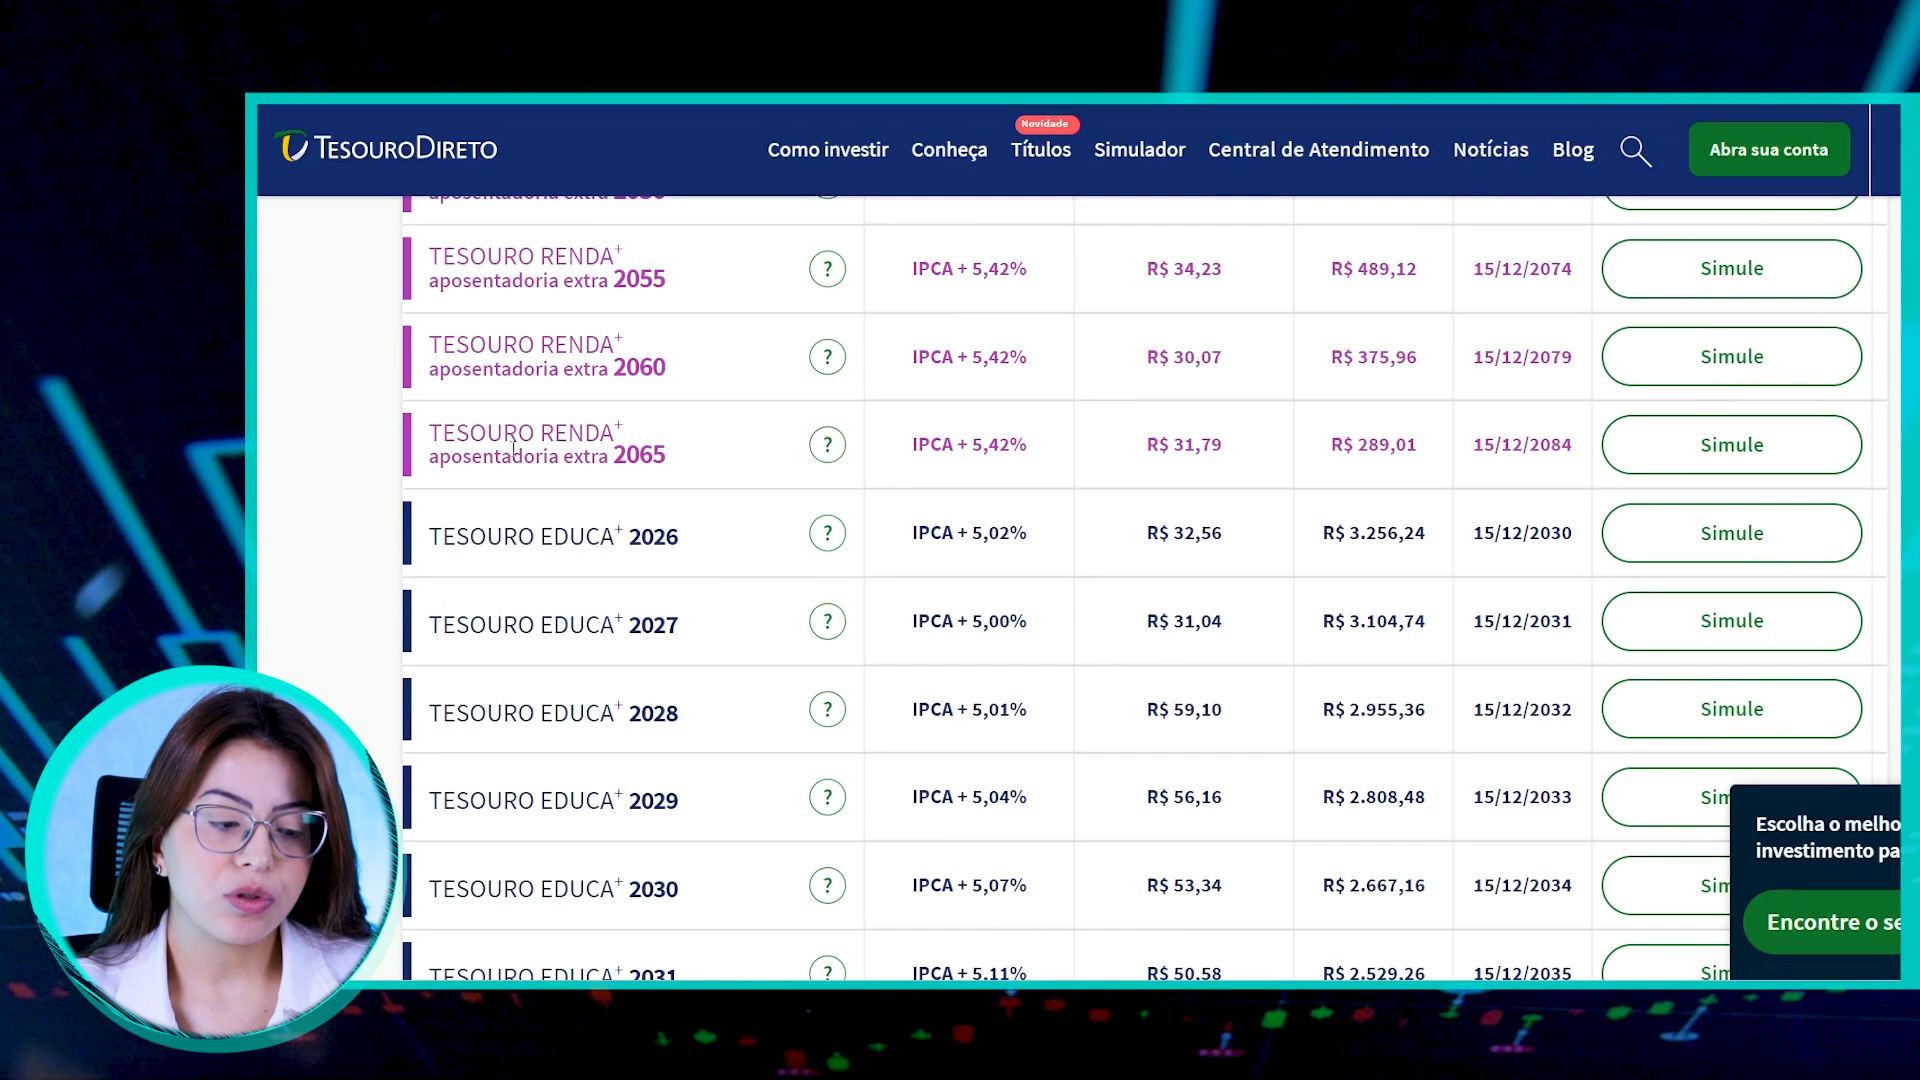 TESOURODIRETO
Novidade
Como investir Conheça Títulos Simulador Central de Atendimento Notícias Blog Abra sua conta
aposentadoria extra
TESOURO RENDA+ aposentadoria extra 2055 ? IPCA + 5,42% R$ 34,23 R$ 489,12 15/12/2074 Simule
TESOURO RENDA+ aposentadoria extra 2060 ? IPCA + 5,42% R$ 30,07 R$ 375,96 15/12/2079 Simule
TESOURO RENDA+ aposentadoria extra 2065 ? IPCA + 5,42% R$ 31,79 R$ 289,01 15/12/2084 Simule
TESOURO EDUCA+ 2026 ? IPCA + 5,02% R$ 32,56 R$ 3.256,24 15/12/2030 Simule
TESOURO EDUCA+ 2027 ? IPCA + 5,00% R$ 31,04 R$ 3.104,74 15/12/2031 Simule
TESOURO EDUCA+ 2028 ? IPCA + 5,01% R$ 59,10 R$ 2.955,36 15/12/2032 Simule
TESOURO EDUCA+ 2029 ? IPCA + 5,04% R$ 56,16 R$ 2.808,48 15/12/2033 Sim
TESOURO EDUCA+ 2030 ? IPCA + 5,07% R$ 53,34 R$ 2.667,16 15/12/2034 Sim
TESOURO EDUCA+ 2031 ? IPCA + 5,11% R$ 50,58 R$ 2.529,26 15/12/2035 Sim
Escolha o melho
investimento pa
Encontre o se